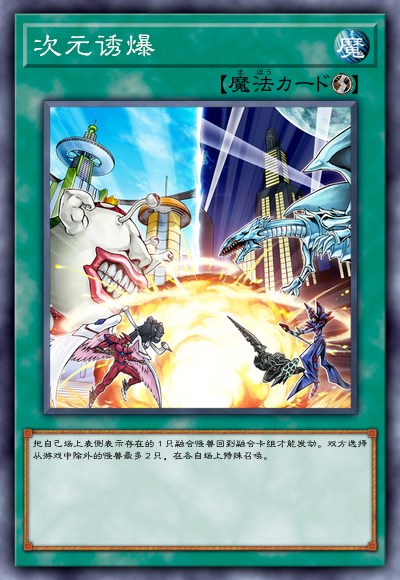 次元诱爆
魔
【魔法カード】
まほう
把自己场上表侧表示存在的１只融合怪兽回到融合卡组才能发动。双方选择
从游戏中除外的怪兽最多２只，在各自场上特殊召唤。